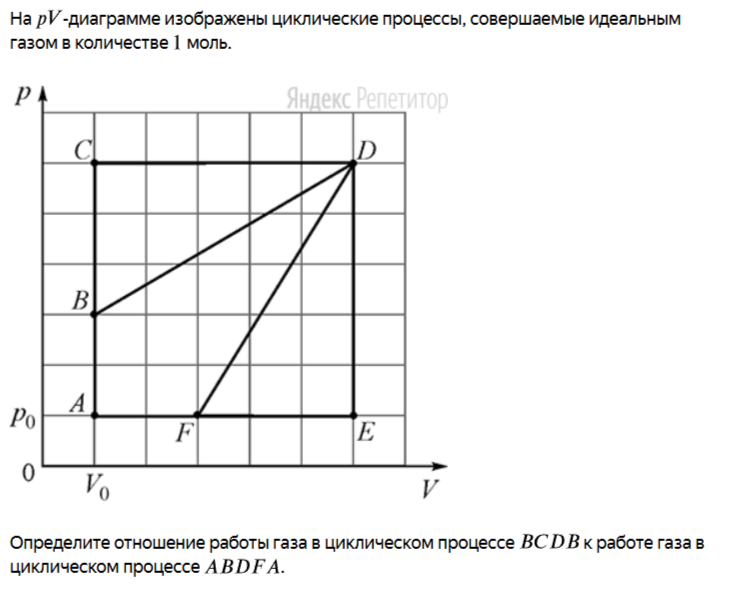 На pV-диаграмме изображены циклические процессы, совершаемые идеальным
газом в количестве 1 моль.
p
Яндекс Репетитор
C
D
B
A
p₀
F
E
0
V₀
V
Определите отношение работы газа в циклическом процессе BCDB к работе газа в
циклическом процессе ABDFA.